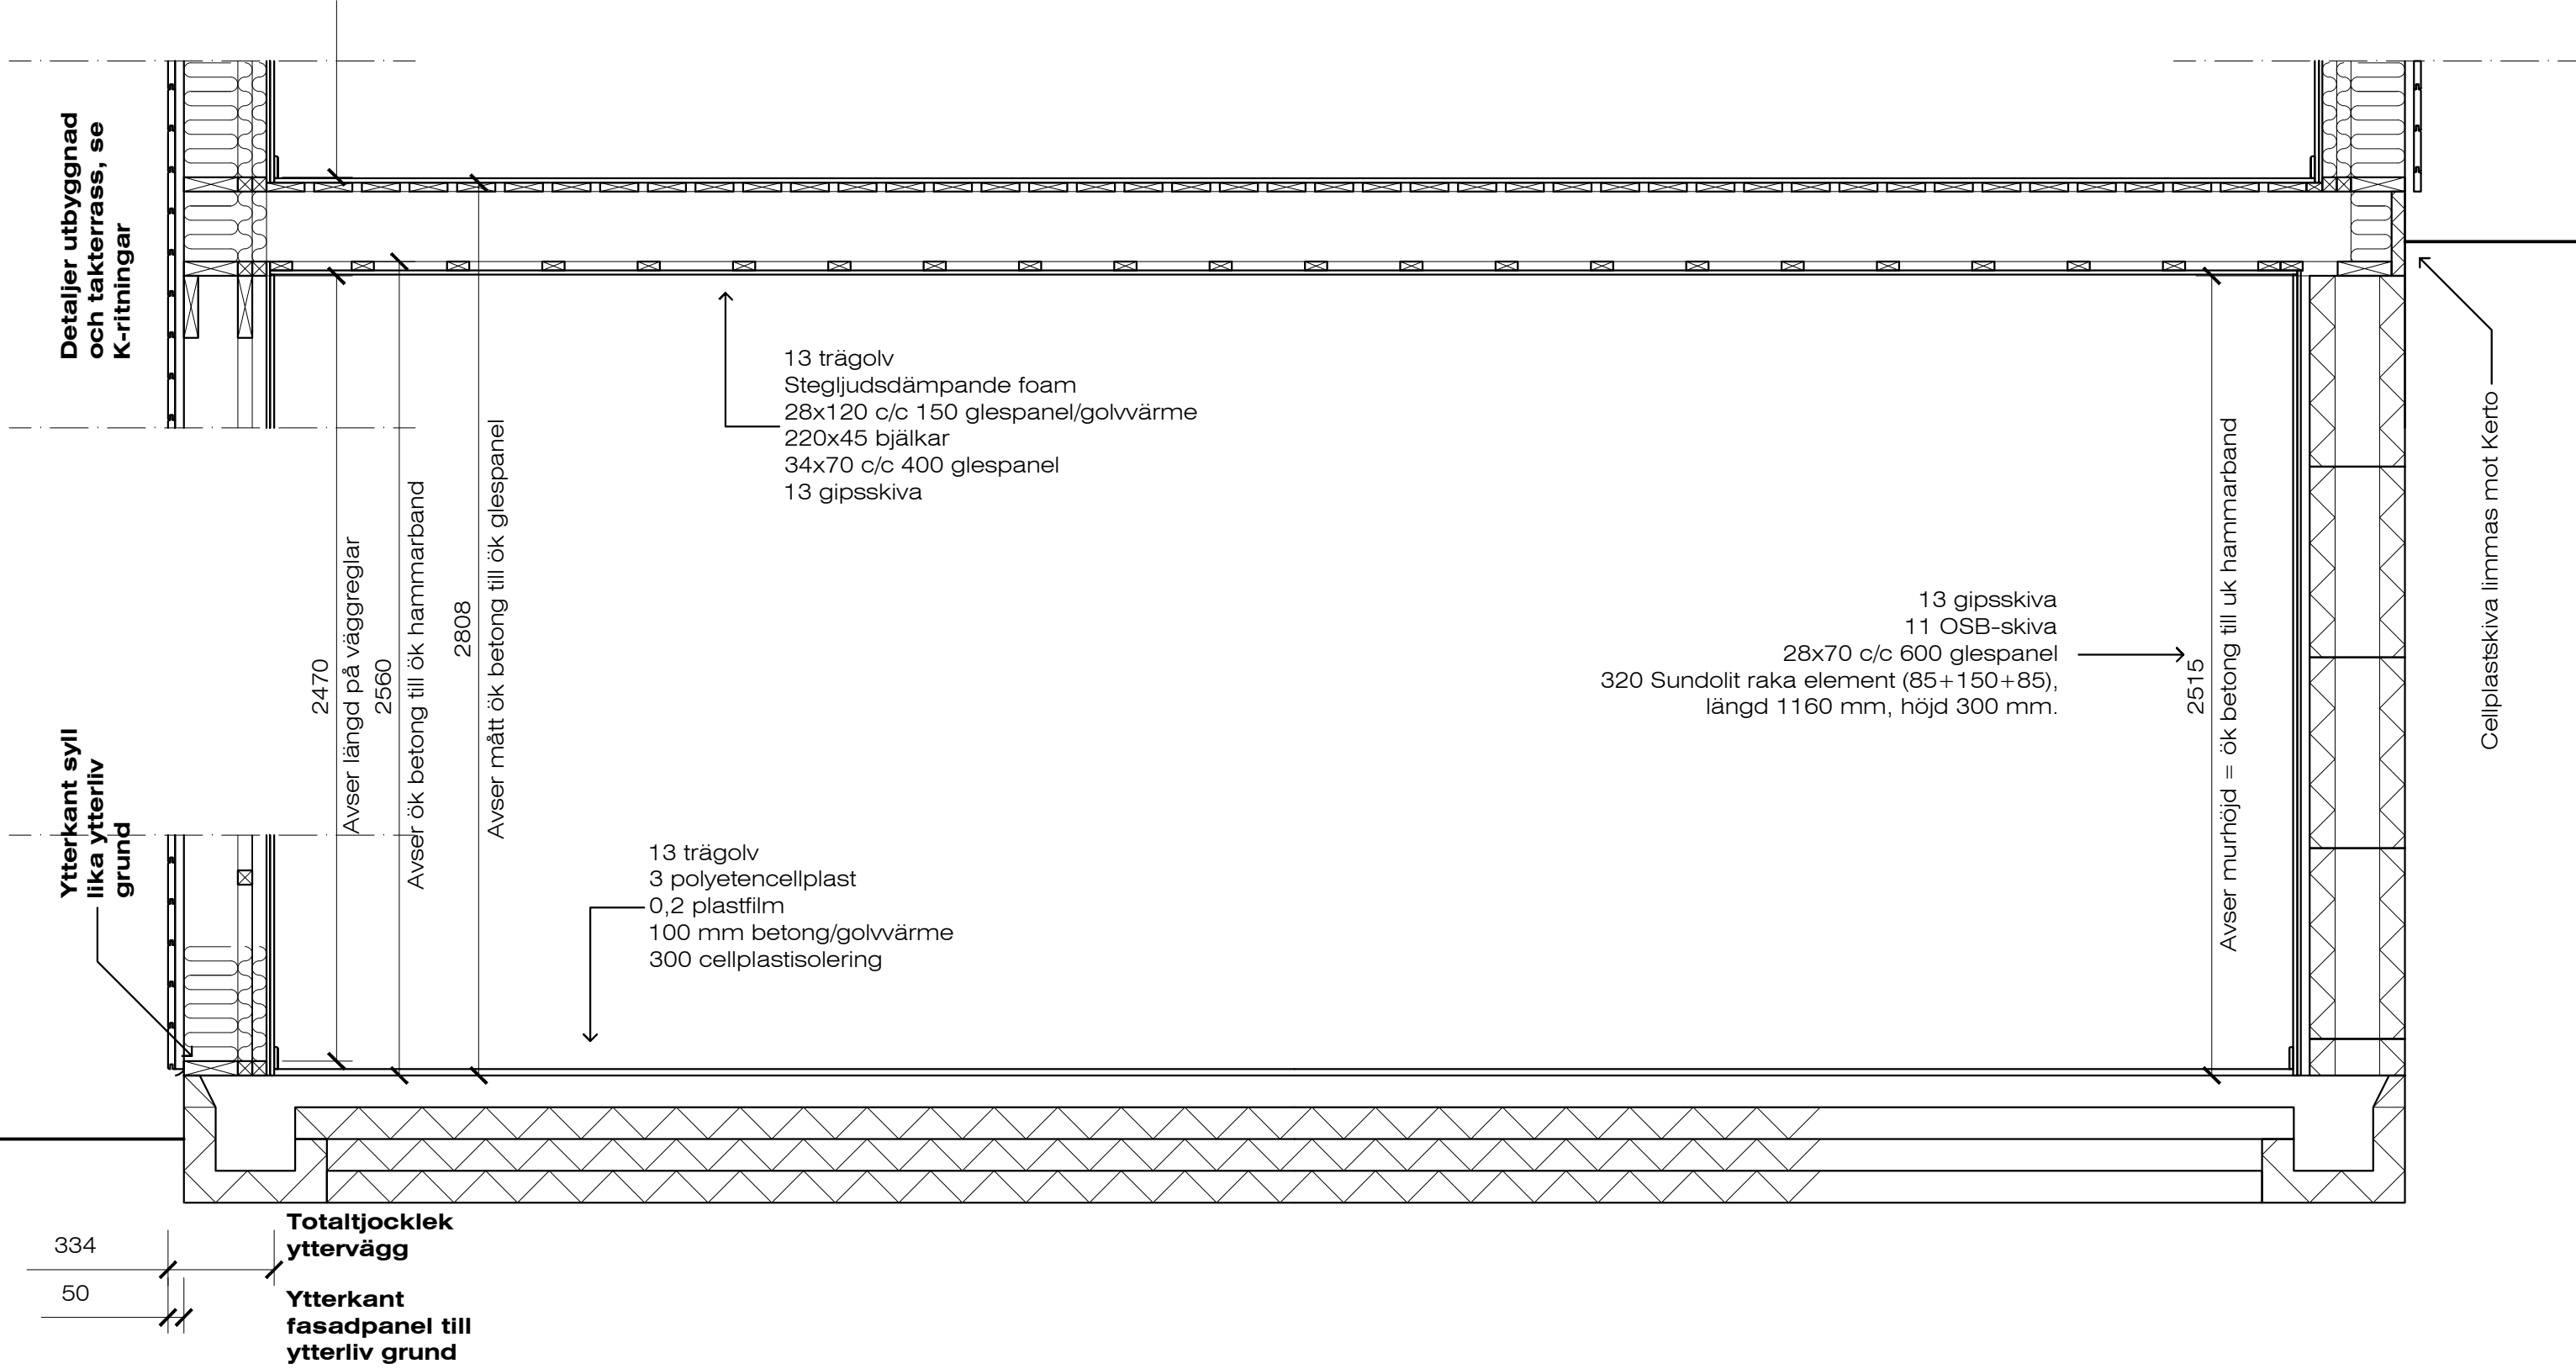 Detaljer utbyggnad
och takterrass, se
K-ritningar
13 trägolv
Stegljudsdämpande foam
28x120 c/c 150 glespanel/golvvärme
220x45 bjälkar
34x70 c/c 400 glespanel
13 gipsskiva
2470
Avser längd på väggreglar
2560
Avser ök betong till ök hammarband
2808
Avser mått ök betong till ök glespanel
13 gipsskiva
11 OSB-skiva
28x70 c/c 600 glespanel
320 Sundolit raka element (85+150+85),
längd 1160 mm, höjd 300 mm.
2515
Avser murhöjd = ök betong till uk hammarband
Cellplastskiva limmas mot Kerto
Ytterkant syll
lika ytterliv
grund
13 trägolv
3 polyetencellplast
0,2 plastfilm
100 mm betong/golvvärme
300 cellplastisolering
334
Totaltjocklek
yttervägg
50
Ytterkant
fasadpanel till
ytterliv grund